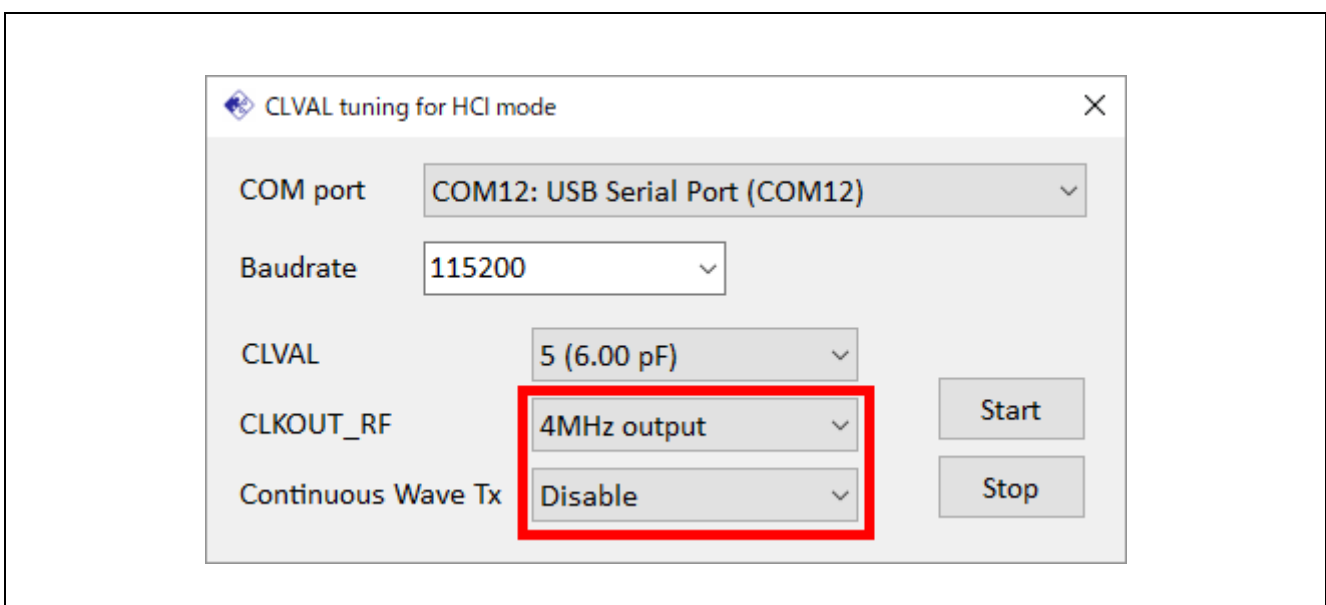 CLVAL tuning for HCI mode
COM port COM12: USB Serial Port (COM12)
Baudrate 115200
CLVAL 5 (6.00 pF)
CLKOUT_RF 4MHz output Start
Continuous Wave Tx Disable Stop